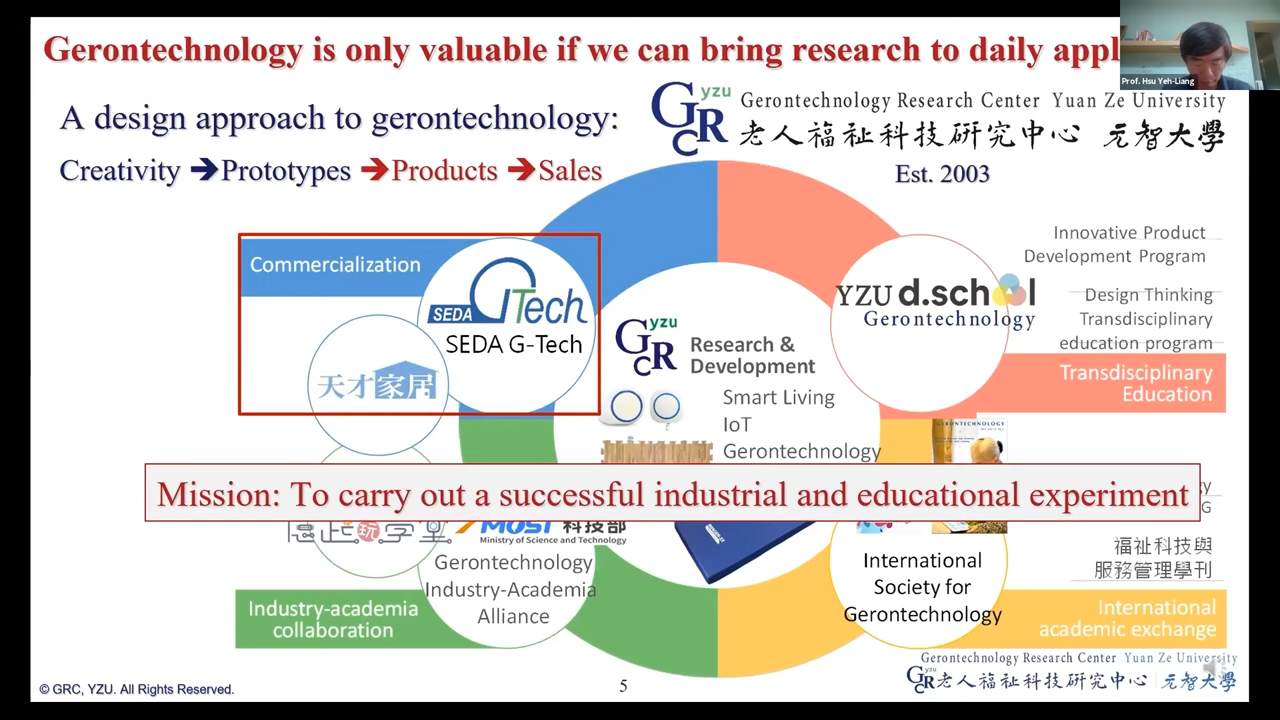 Gerontechnology is only valuable if we can bring research to daily
Prof. Hsu Yeh-Liang
A design approach to gerontechnology:
Creativity ➔Prototypes ➔Products ➔Sales
GRC yzu
Gerontechnology Research Center Yuan Ze University
老人福祉科技研究中心 元智大學
Est. 2003
Commercialization
SEDA GTech
SEDA G-Tech
天才家居
YZU d.school
Gerontechnology
Innovative Product
Development Program
Design Thinking
Transdisciplinary
education program
Transdisciplinary
Education
GRC yzu
Research &
Development
Smart Living
IoT
Gerontechnology
GERONTECHNOLOGY
Mission: To carry out a successful industrial and educational experiment
MOST 科技部
Ministry of Science and Technology
Gerontechnology
Industry-Academia
Alliance
Industry-academia
collaboration
International
Society for
Gerontechnology
福祉科技與
服務管理學刊
International
academic exchange
Gerontechnology Research Center Yuan Ze University
GRC yzu 老人福祉科技研究中心 元智大學
© GRC, YZU. All Rights Reserved.
5